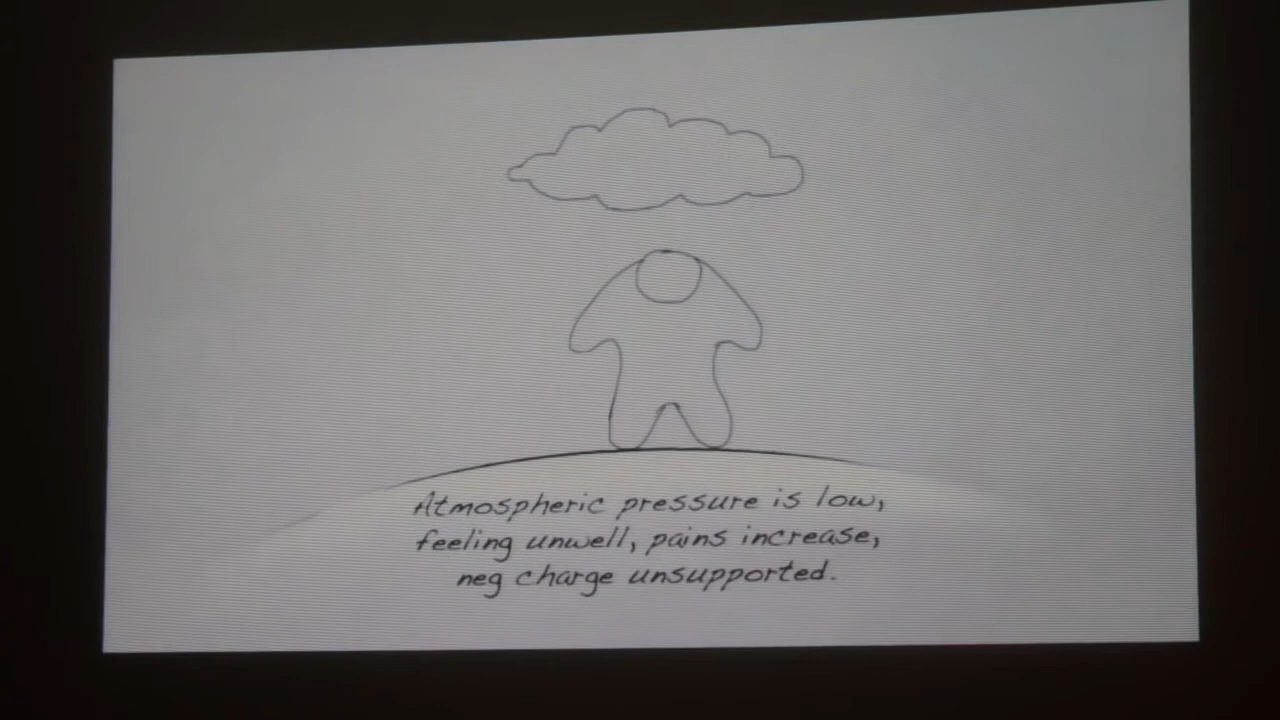 Atmospheric pressure is low,
feeling unwell, pains increase,
neg charge unsupported.